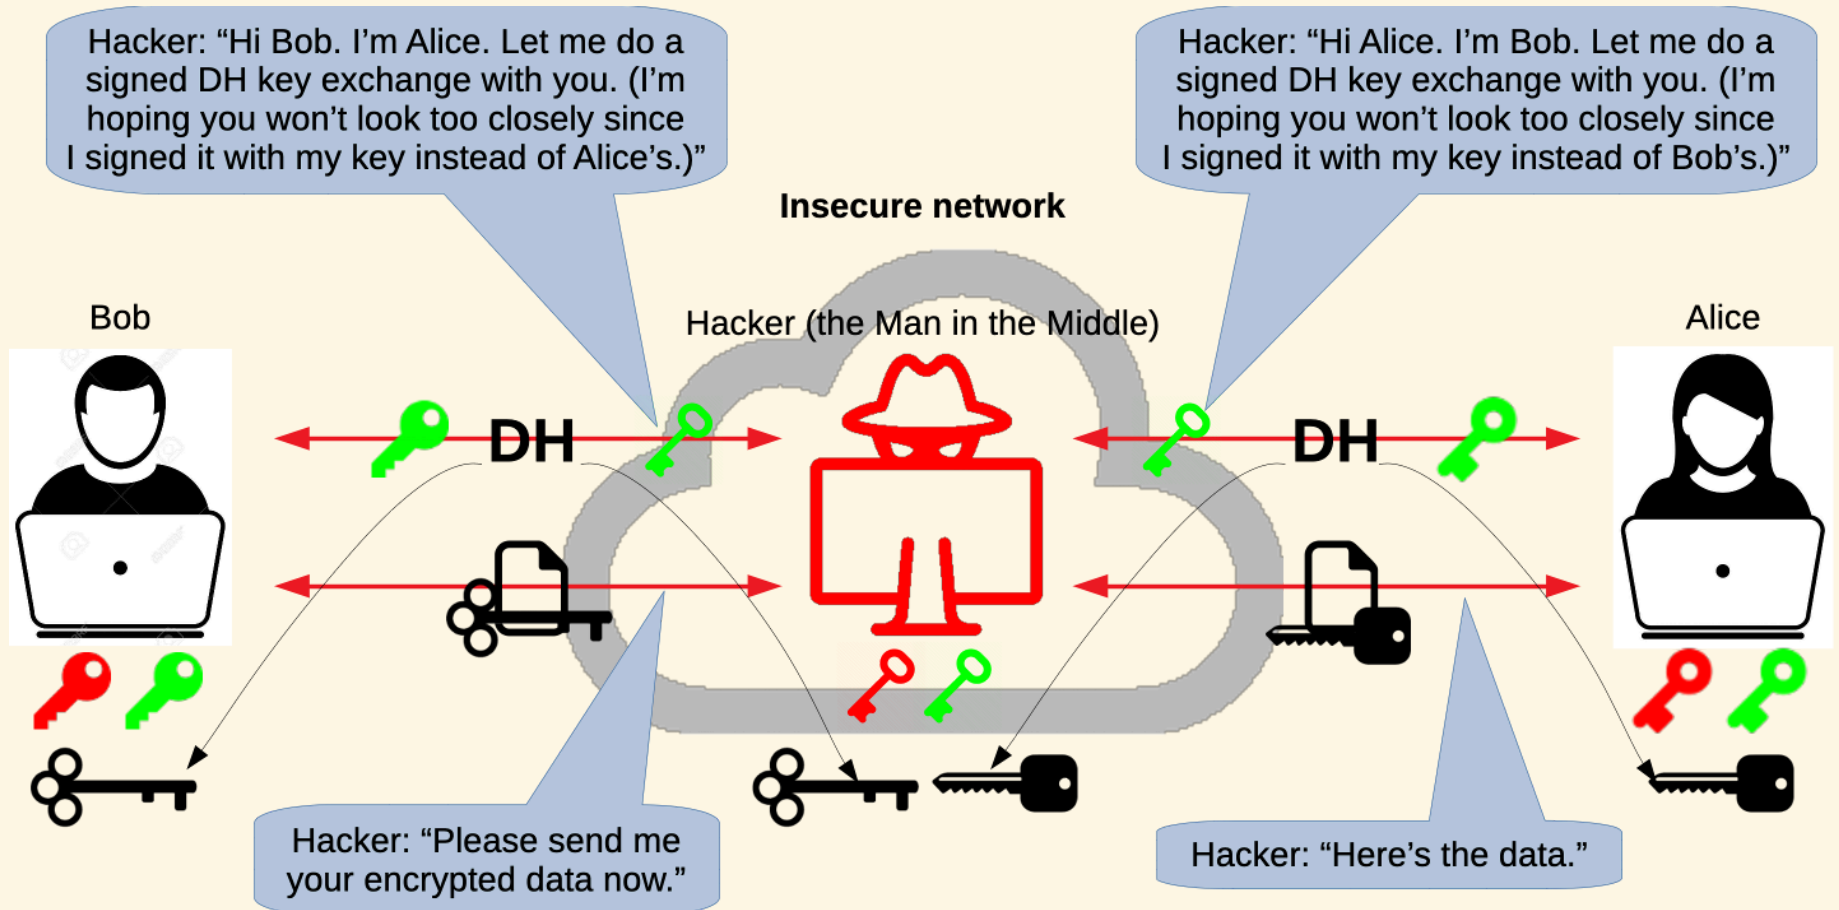 Hacker: “Hi Bob. I’m Alice. Let me do a
signed DH key exchange with you. (I’m
hoping you won’t look too closely since
I signed it with my key instead of Alice’s.)”
Hacker: “Hi Alice. I’m Bob. Let me do a
signed DH key exchange with you. (I’m
hoping you won’t look too closely since
I signed it with my key instead of Bob’s.)”
Insecure network
Bob
Hacker (the Man in the Middle)
Alice
DH
DH
Hacker: “Please send me
your encrypted data now.”
Hacker: “Here’s the data.”